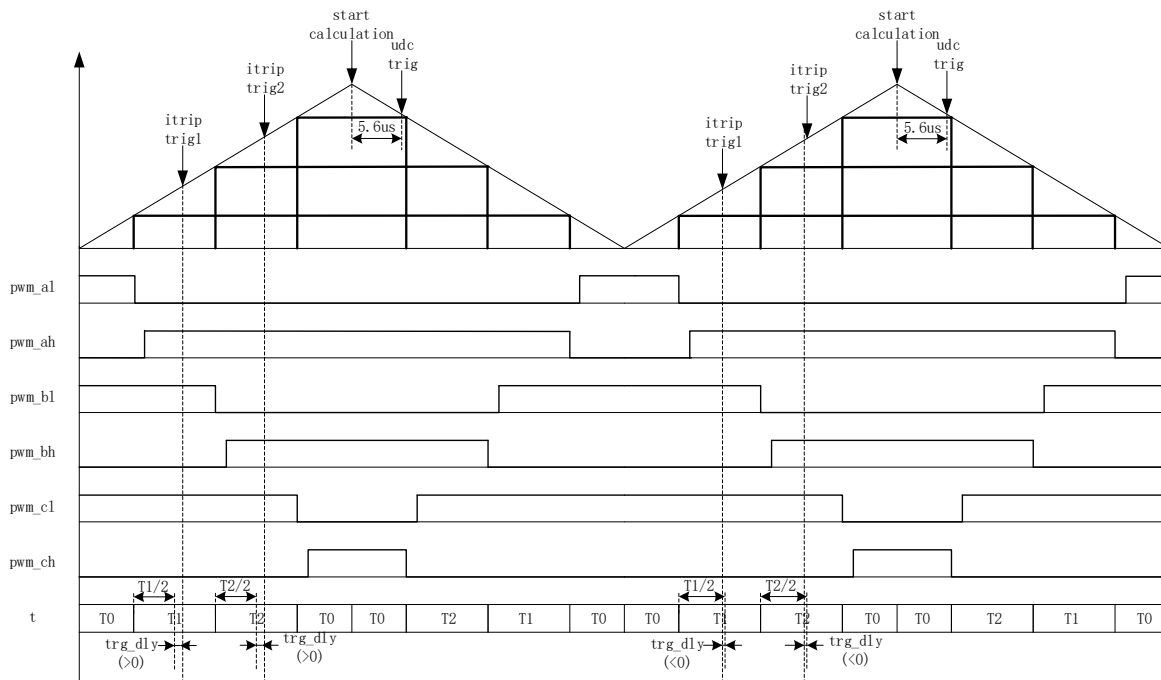 start
calculation
udc
trig
itrip
trig2
itrip
trig1
5.6us
start
calculation
udc
trig
itrip
trig2
itrip
trig1
5.6us
pwm_al
pwm_ah
pwm_bl
pwm_bh
pwm_cl
pwm_ch
T1/2
T2/2
T1/2
T2/2
t
T0
T1
T2
T0
T0
T2
T1
T0
T0
T1
T2
T0
T0
T2
T1
T0
trg_dly
(>0)
trg_dly
(>0)
trg_dly
(<0)
trg_dly
(<0)